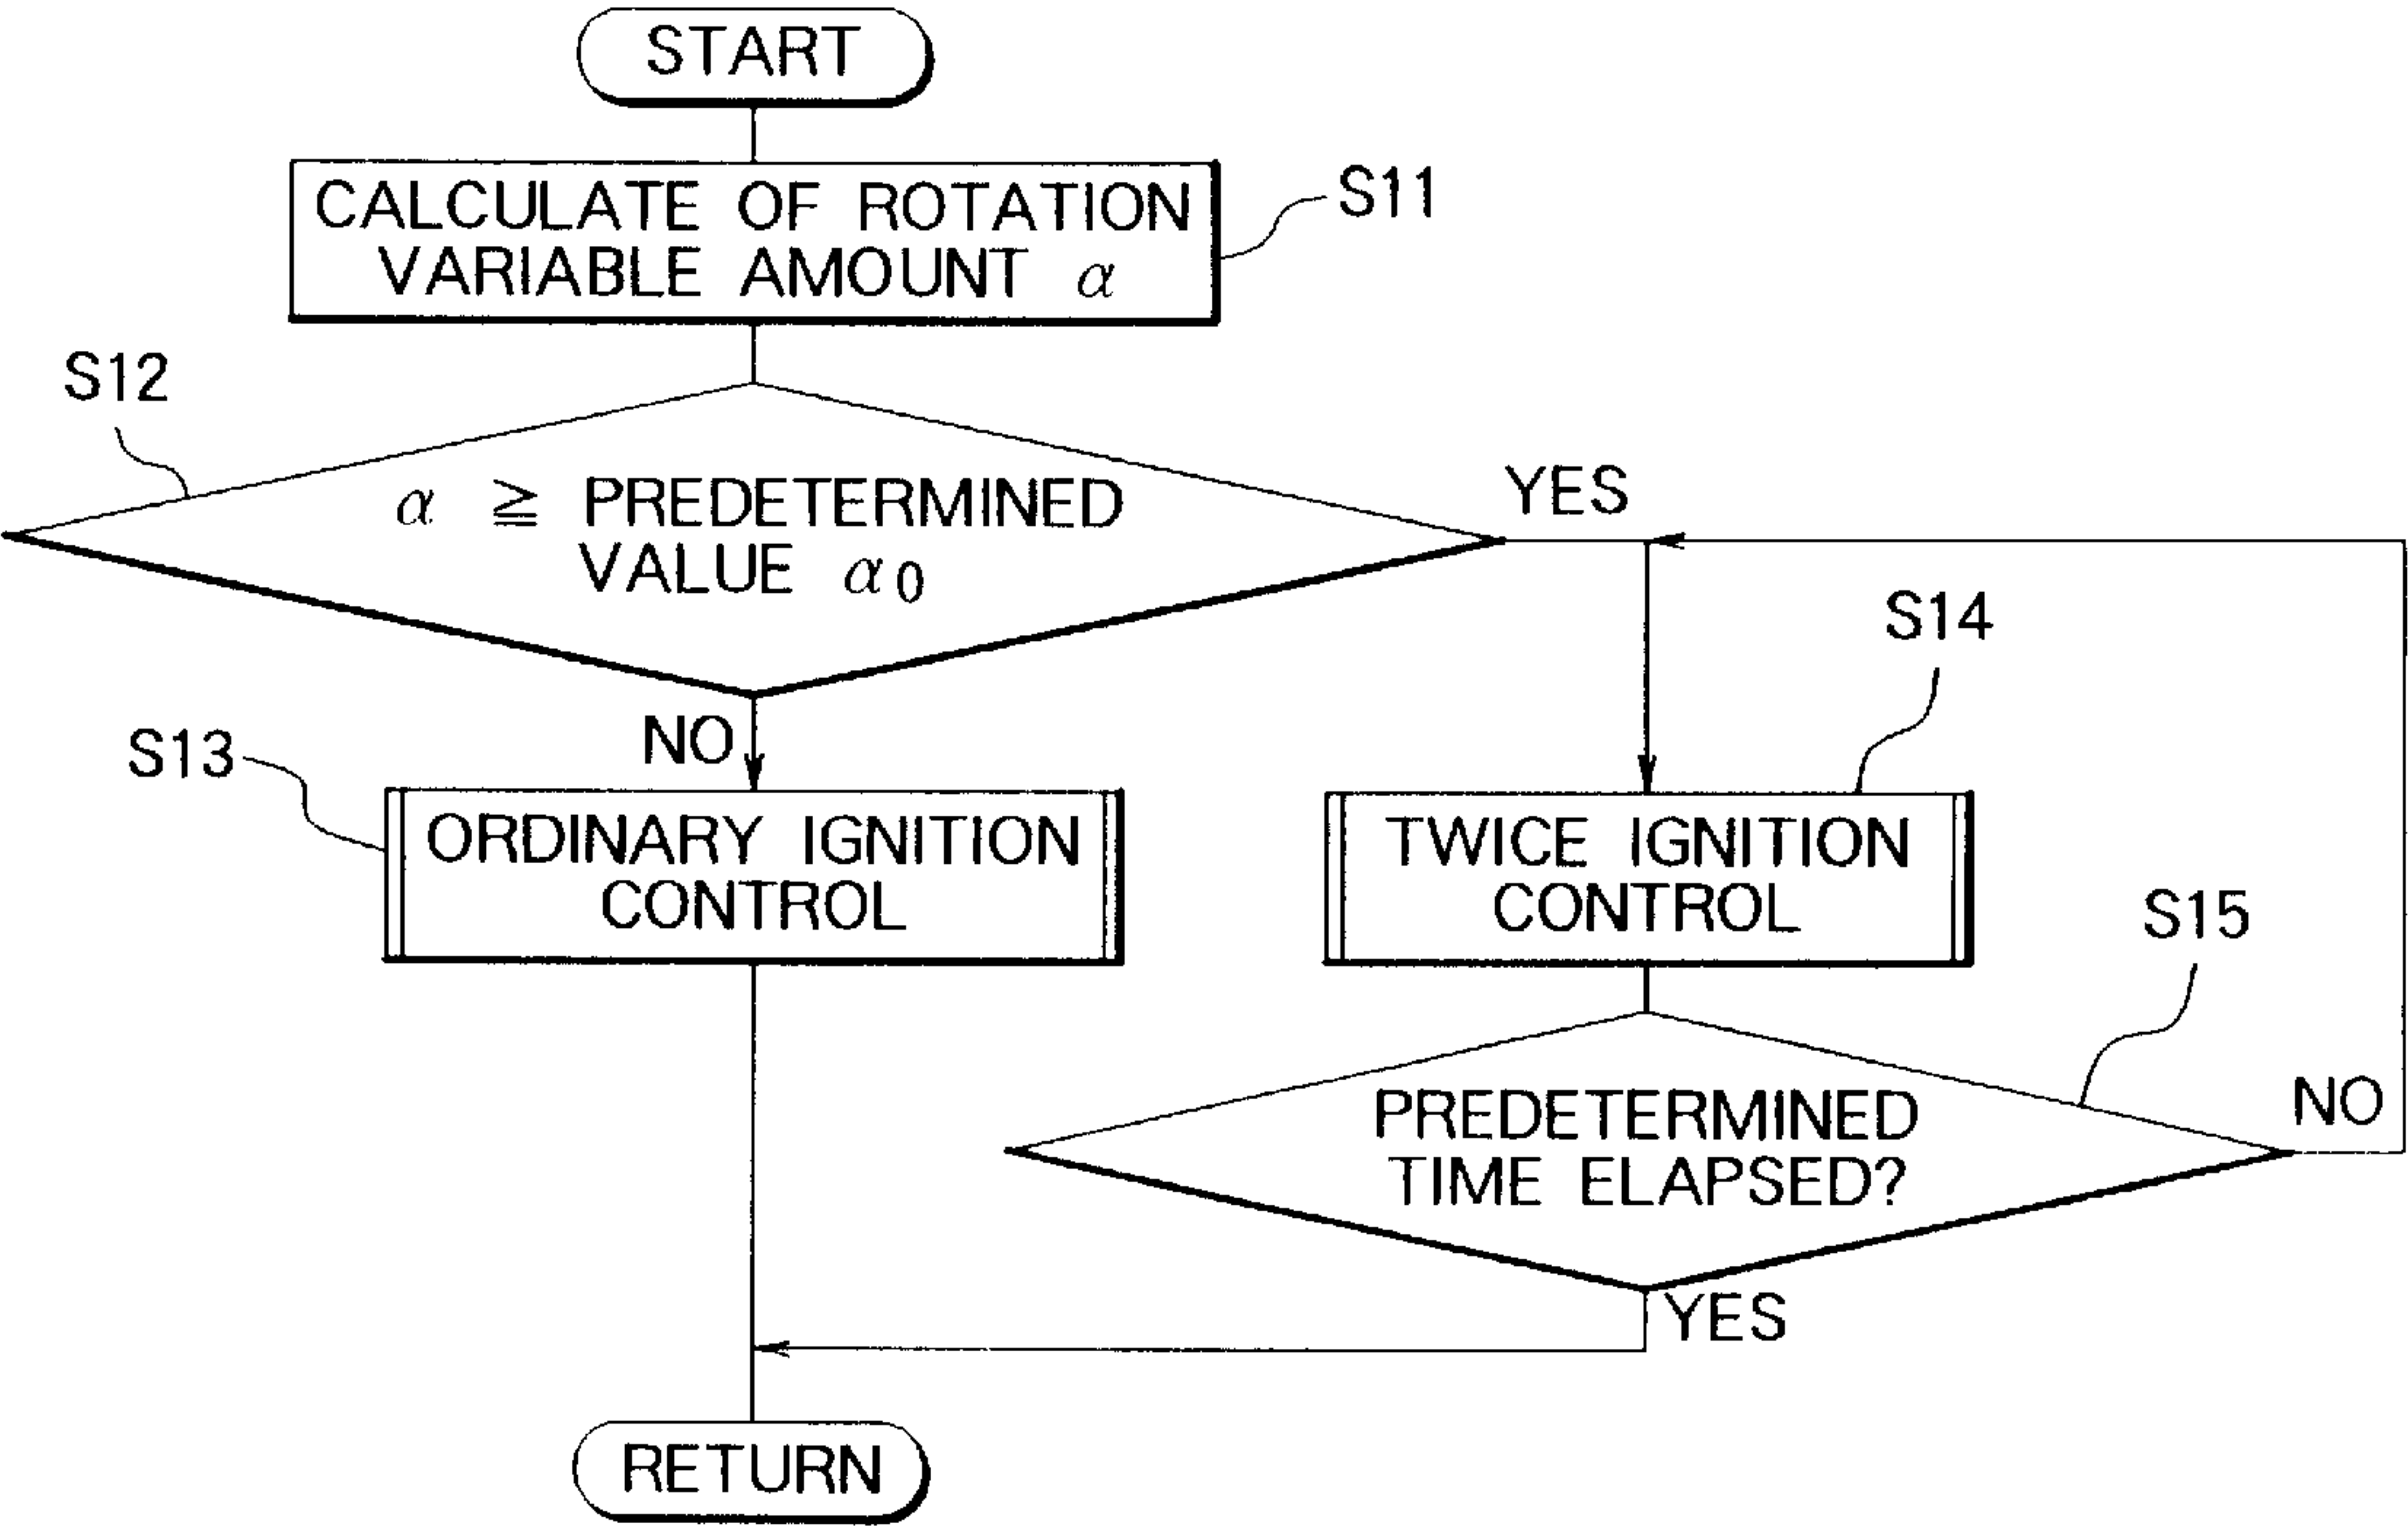 START
CALCULATE OF ROTATION
VARIABLE AMOUNT α
S11
S12
α ≧ PREDETERMINED
VALUE α0
YES
S14
NO
S13
ORDINARY IGNITION
CONTROL
TWICE IGNITION
CONTROL
S15
PREDETERMINED
TIME ELAPSED?
NO
YES
RETURN